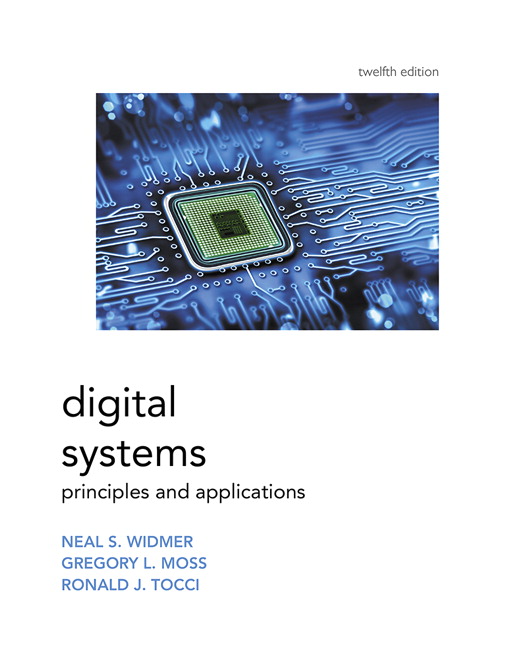 twelfth edition
digital
systems
principles and applications
NEAL S. WIDMER
GREGORY L. MOSS
RONALD J. TOCCI